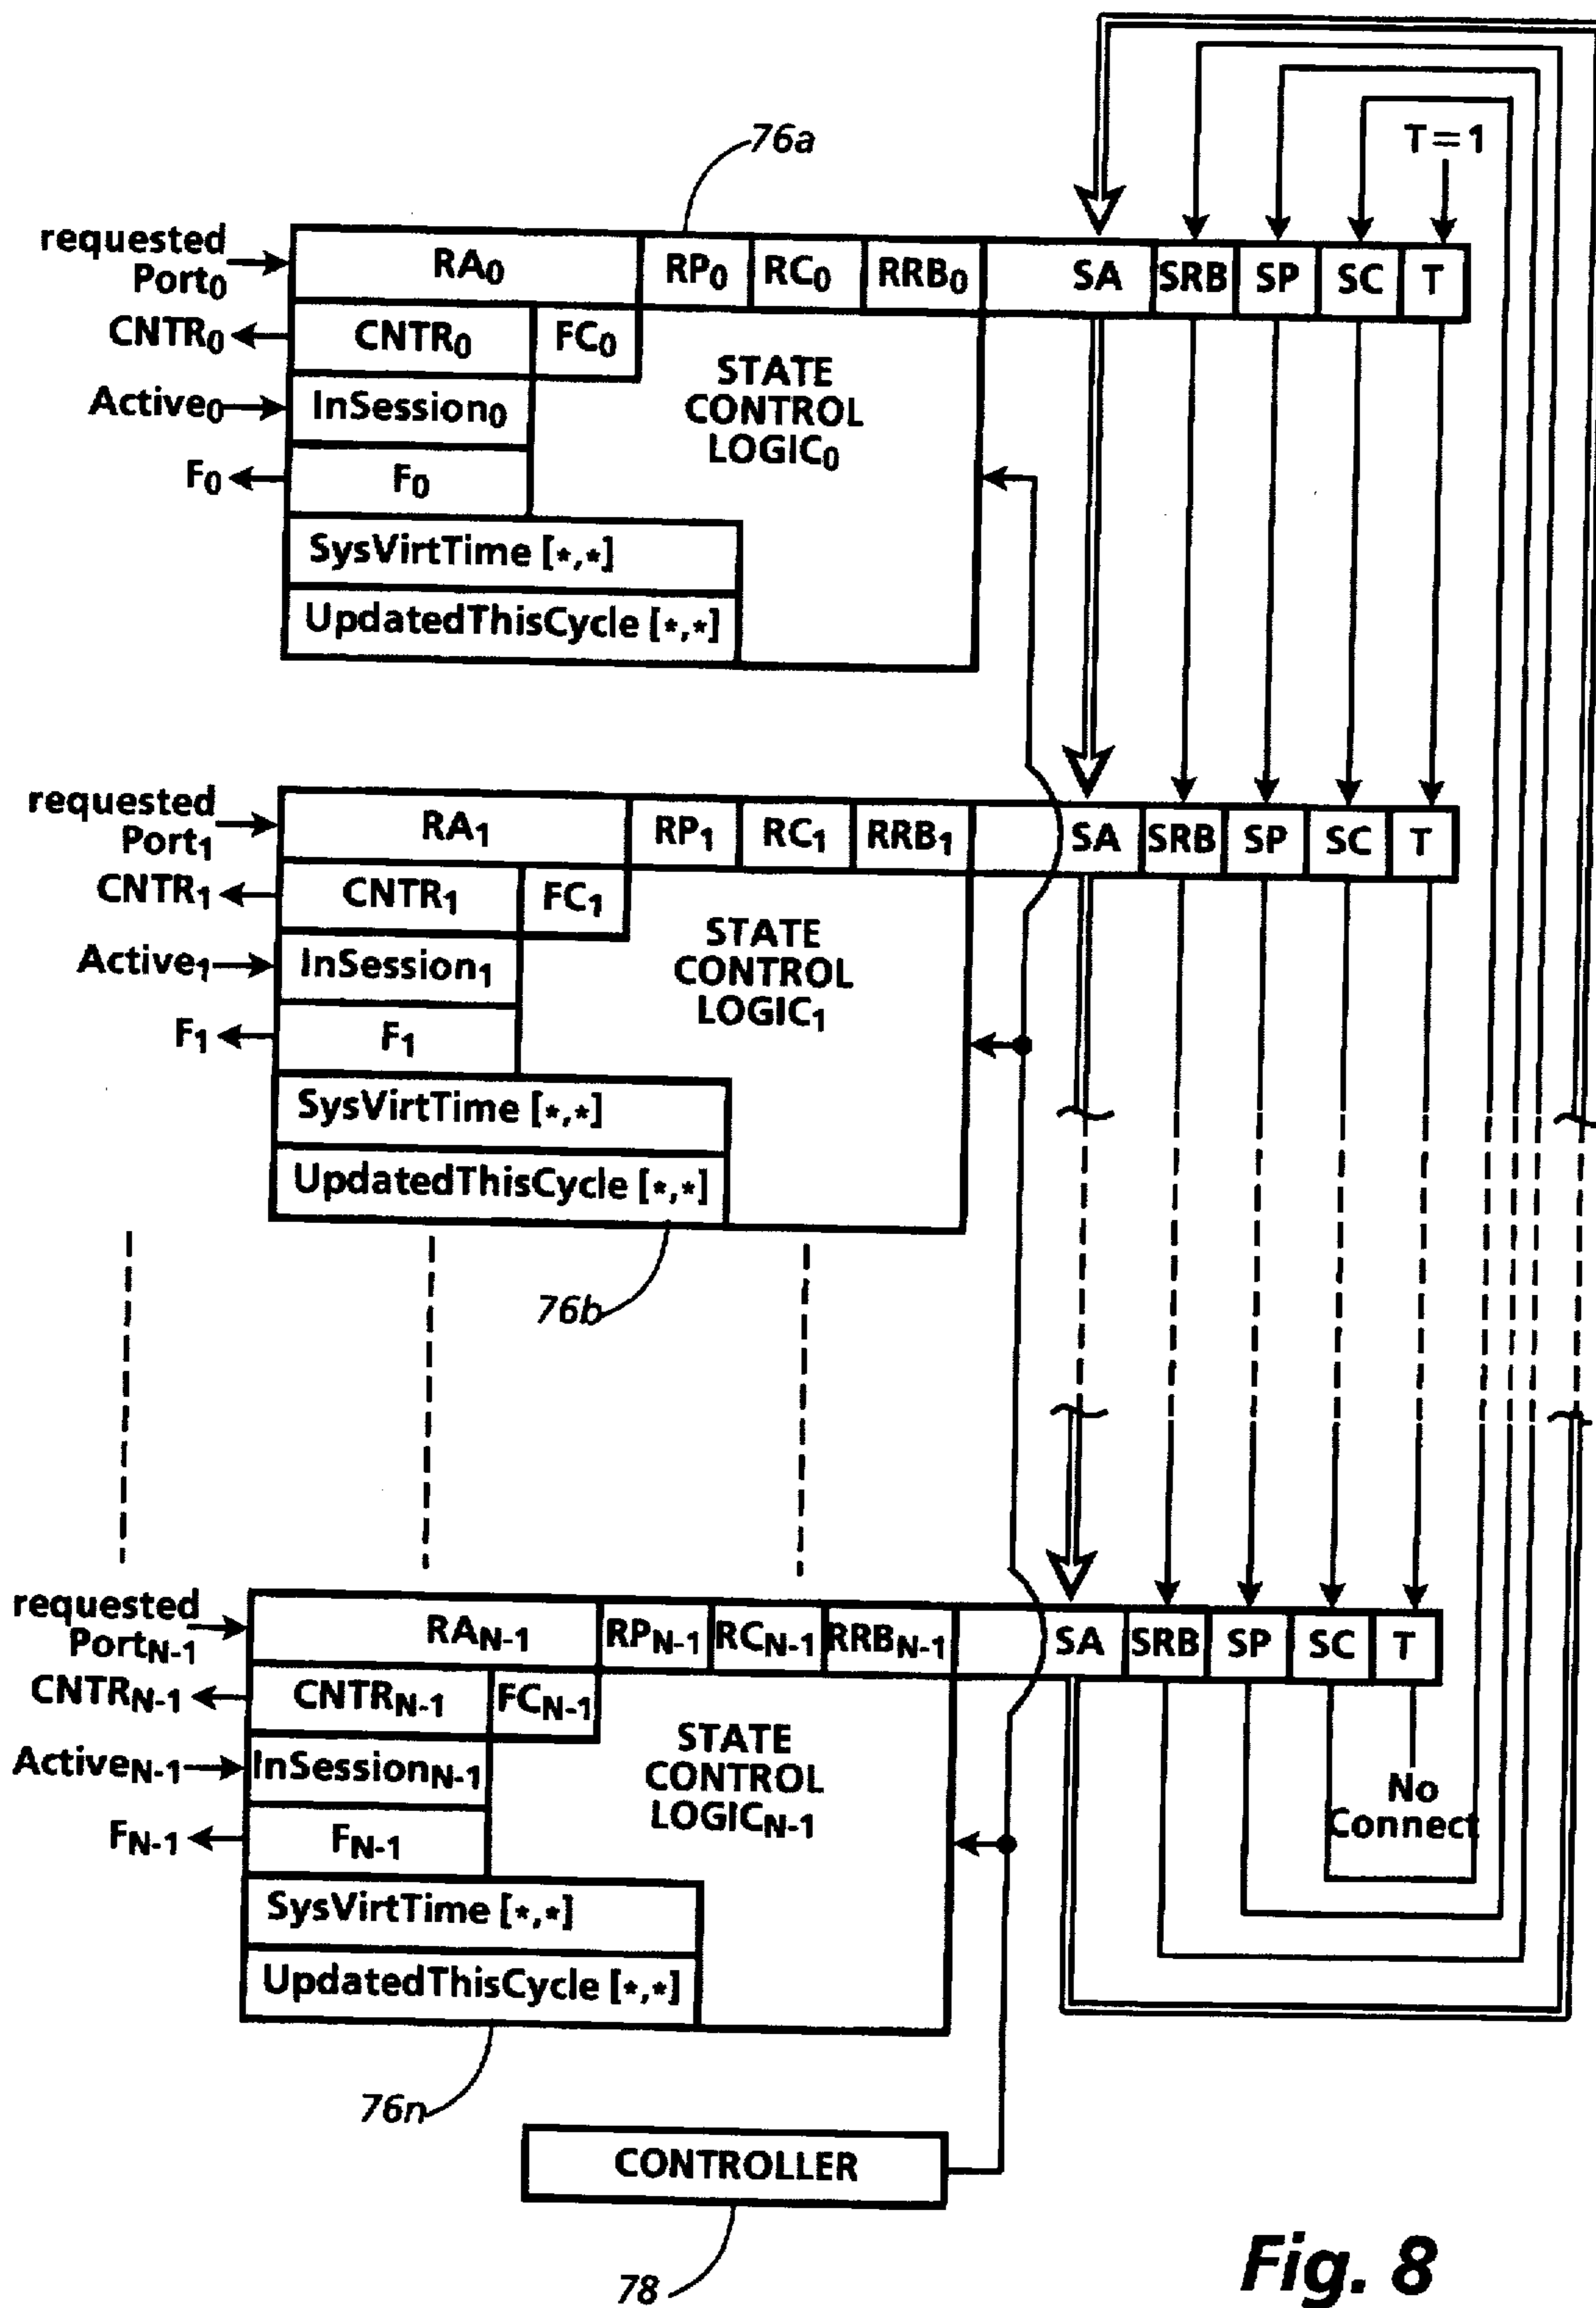 76a
T=1
requested
Port0
RA0 RP0 RC0 RRB0 SA SRB SP SC T
CNTR0 CNTR0 FC0
Active0 InSession0
STATE
CONTROL
LOGIC0
F0 F0
SysVirtTime [*,*]
UpdatedThisCycle [*,*]
requested
Port1
RA1 RP1 RC1 RRB1 SA SRB SP SC T
CNTR1 CNTR1 FC1
Active1 InSession1
STATE
CONTROL
LOGIC1
F1 F1
SysVirtTime [*,*]
UpdatedThisCycle [*,*]
76b
requested
PortN-1
RAN-1 RPN-1 RCN-1 RRBN-1 SA SRB SP SC T
CNTRN-1 CNTRN-1 FCN-1
ActiveN-1 InSessionN-1
STATE
CONTROL
LOGICN-1
No
Connect
FN-1 FN-1
SysVirtTime [*,*]
UpdatedThisCycle [*,*]
76n
CONTROLLER
78
Fig. 8